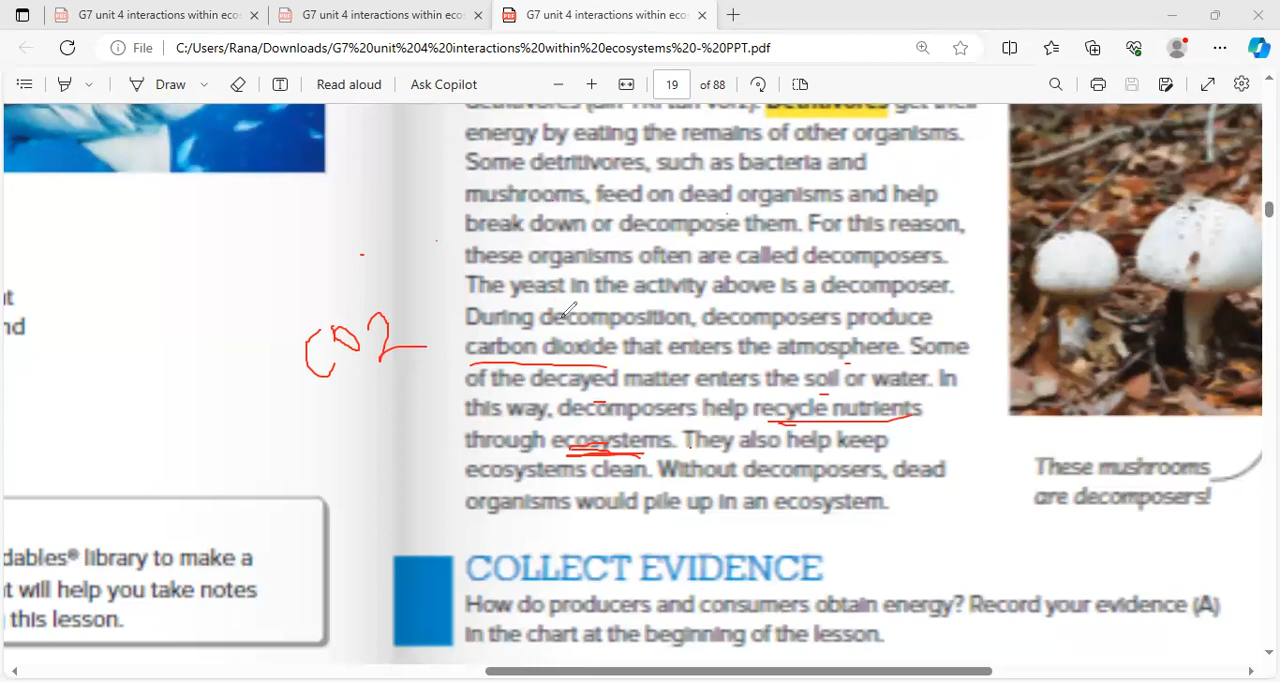 G7 unit 4 interactions within ecos
G7 unit 4 interactions within ecos
G7 unit 4 interactions within ecos
File C:/Users/Rana/Downloads/G7%20unit%204%20interactions%20within%20ecosystems%20-%20PPT.pdf
Draw Read aloud Ask Copilot 19 of 88
Detritivores get their
energy by eating the remains of other organisms.
Some detritivores, such as bacteria and
mushrooms, feed on dead organisms and help
break down or decompose them. For this reason,
these organisms often are called decomposers.
The yeast in the activity above is a decomposer.
During decomposition, decomposers produce
carbon dioxide that enters the atmosphere. Some
of the decayed matter enters the soil or water. In
this way, decomposers help recycle nutrients
through ecosystems. They also help keep
ecosystems clean. Without decomposers, dead
organisms would pile up in an ecosystem.
nt
nd
CO2
These mushrooms
are decomposers!
dables® library to make a
t will help you take notes
this lesson.
COLLECT EVIDENCE
How do producers and consumers obtain energy? Record your evidence (A)
in the chart at the beginning of the lesson.